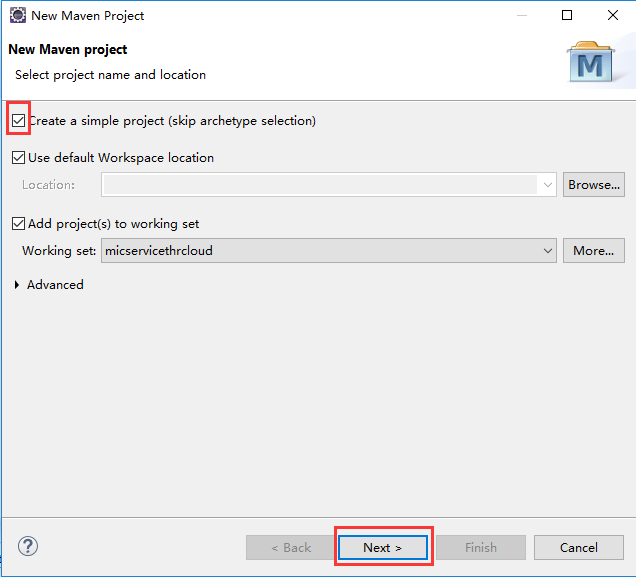 New Maven Project
New Maven project
Select project name and location
M
Create a simple project (skip archetype selection)
Use default Workspace location
Location:
Browse...
Add project(s) to working set
Working set: micservicethrcloud
More...
Advanced
?
< Back
Next >
Finish
Cancel